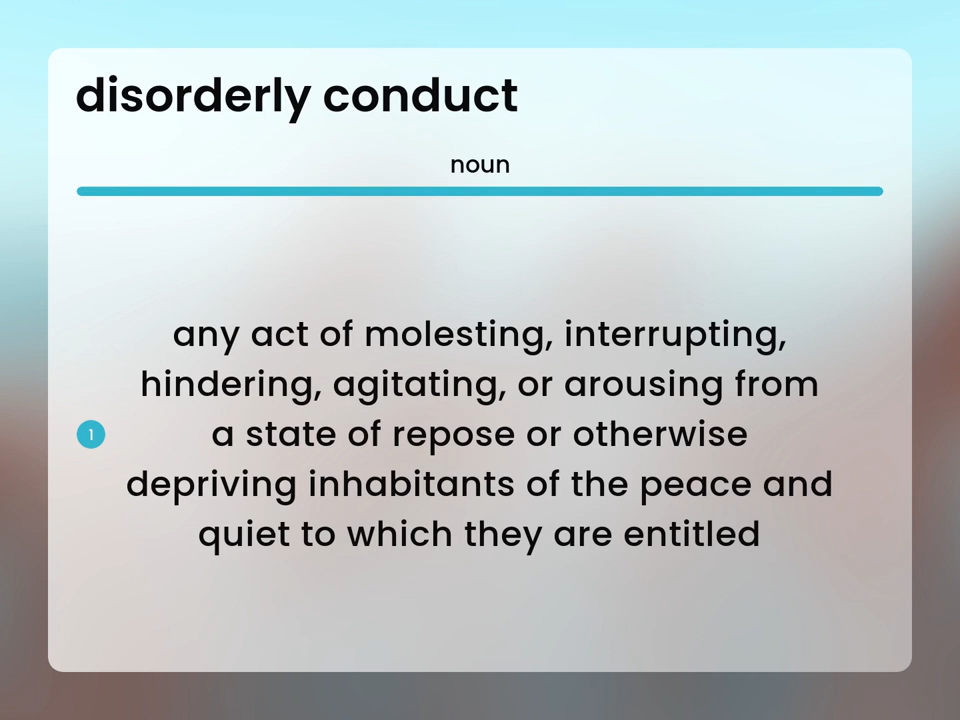 disorderly conduct
noun
any act of molesting, interrupting,
hindering, agitating, or arousing from
1 a state of repose or otherwise
depriving inhabitants of the peace and
quiet to which they are entitled